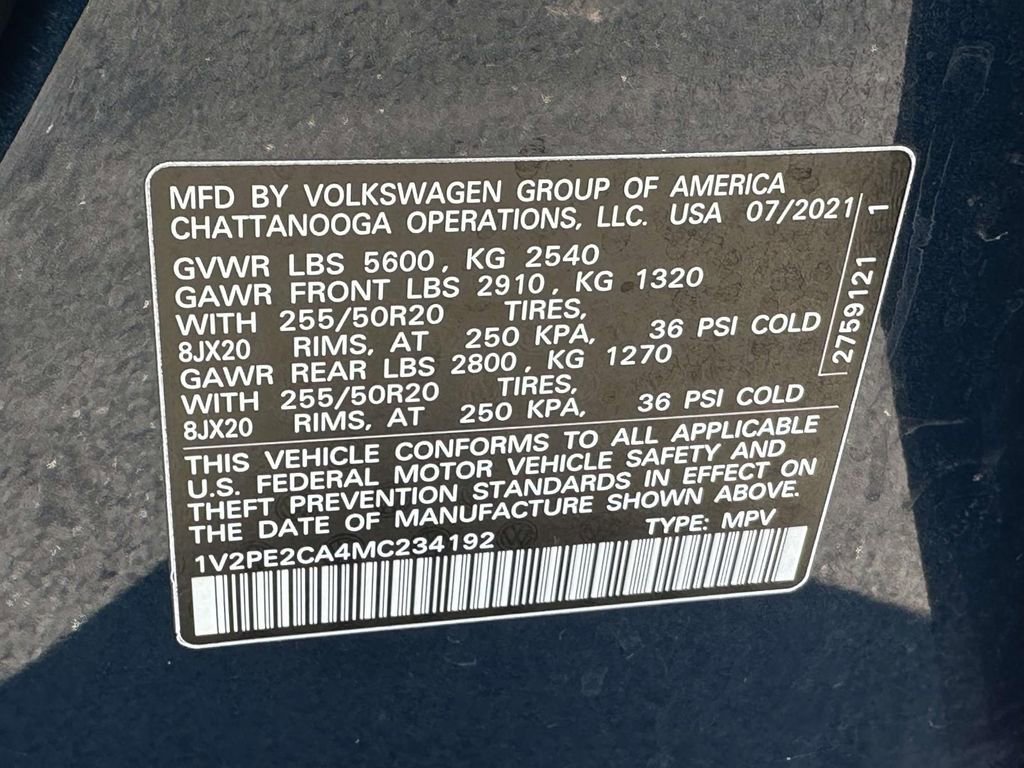 MFD BY VOLKSWAGEN GROUP OF AMERICA
CHATTANOOGA OPERATIONS, LLC. USA 07/2021
GVWR LBS 5600, KG 2540
GAWR FRONT LBS 2910, KG 1320
WITH 255/50R20 TIRES,
8JX20 RIMS, AT 250 KPA, 36 PSI COLD
GAWR REAR LBS 2800, KG 1270
WITH 255/50R20 TIRES,
8JX20 RIMS, AT 250 KPA, 36 PSI COLD
2759121 1
THIS VEHICLE CONFORMS TO ALL APPLICABLE
U.S. FEDERAL MOTOR VEHICLE SAFETY AND
THEFT PREVENTION STANDARDS IN EFFECT ON
THE DATE OF MANUFACTURE SHOWN ABOVE.
1V2PE2CA4MC234192 TYPE: MPV